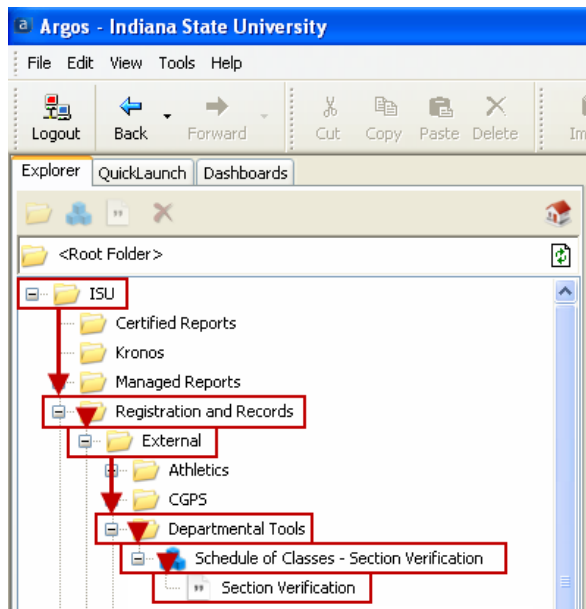 Argos - Indiana State University
File Edit View Tools Help
Logout Back Forward Cut Copy Paste Delete Im
Explorer QuickLaunch Dashboards
<Root Folder>
ISU
Certified Reports
Kronos
Managed Reports
Registration and Records
External
Athletics
CGPS
Departmental Tools
Schedule of Classes - Section Verification
Section Verification